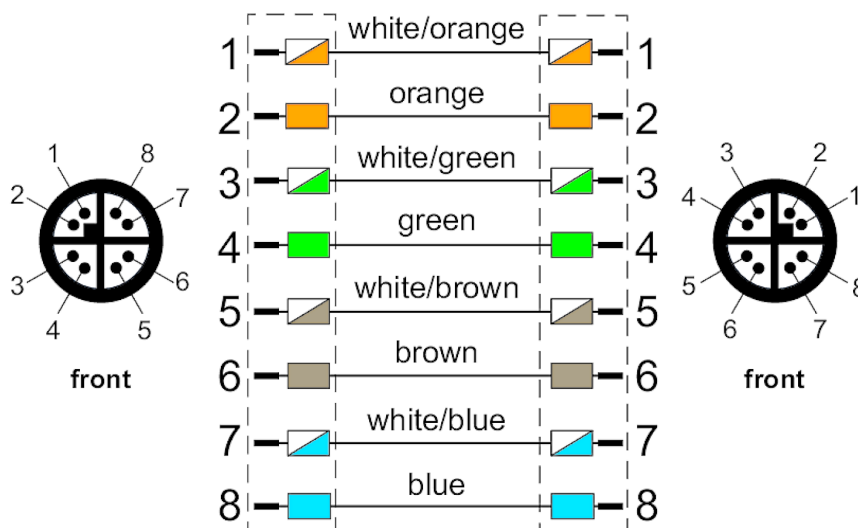 1 white/orange 1
2 orange 2
3 white/green 3
4 green 4
5 white/brown 5
6 brown 6
7 white/blue 7
8 blue 8
1 8
2 7
3 6
4 5
front
3 2
4 1
5 8
6 7
front